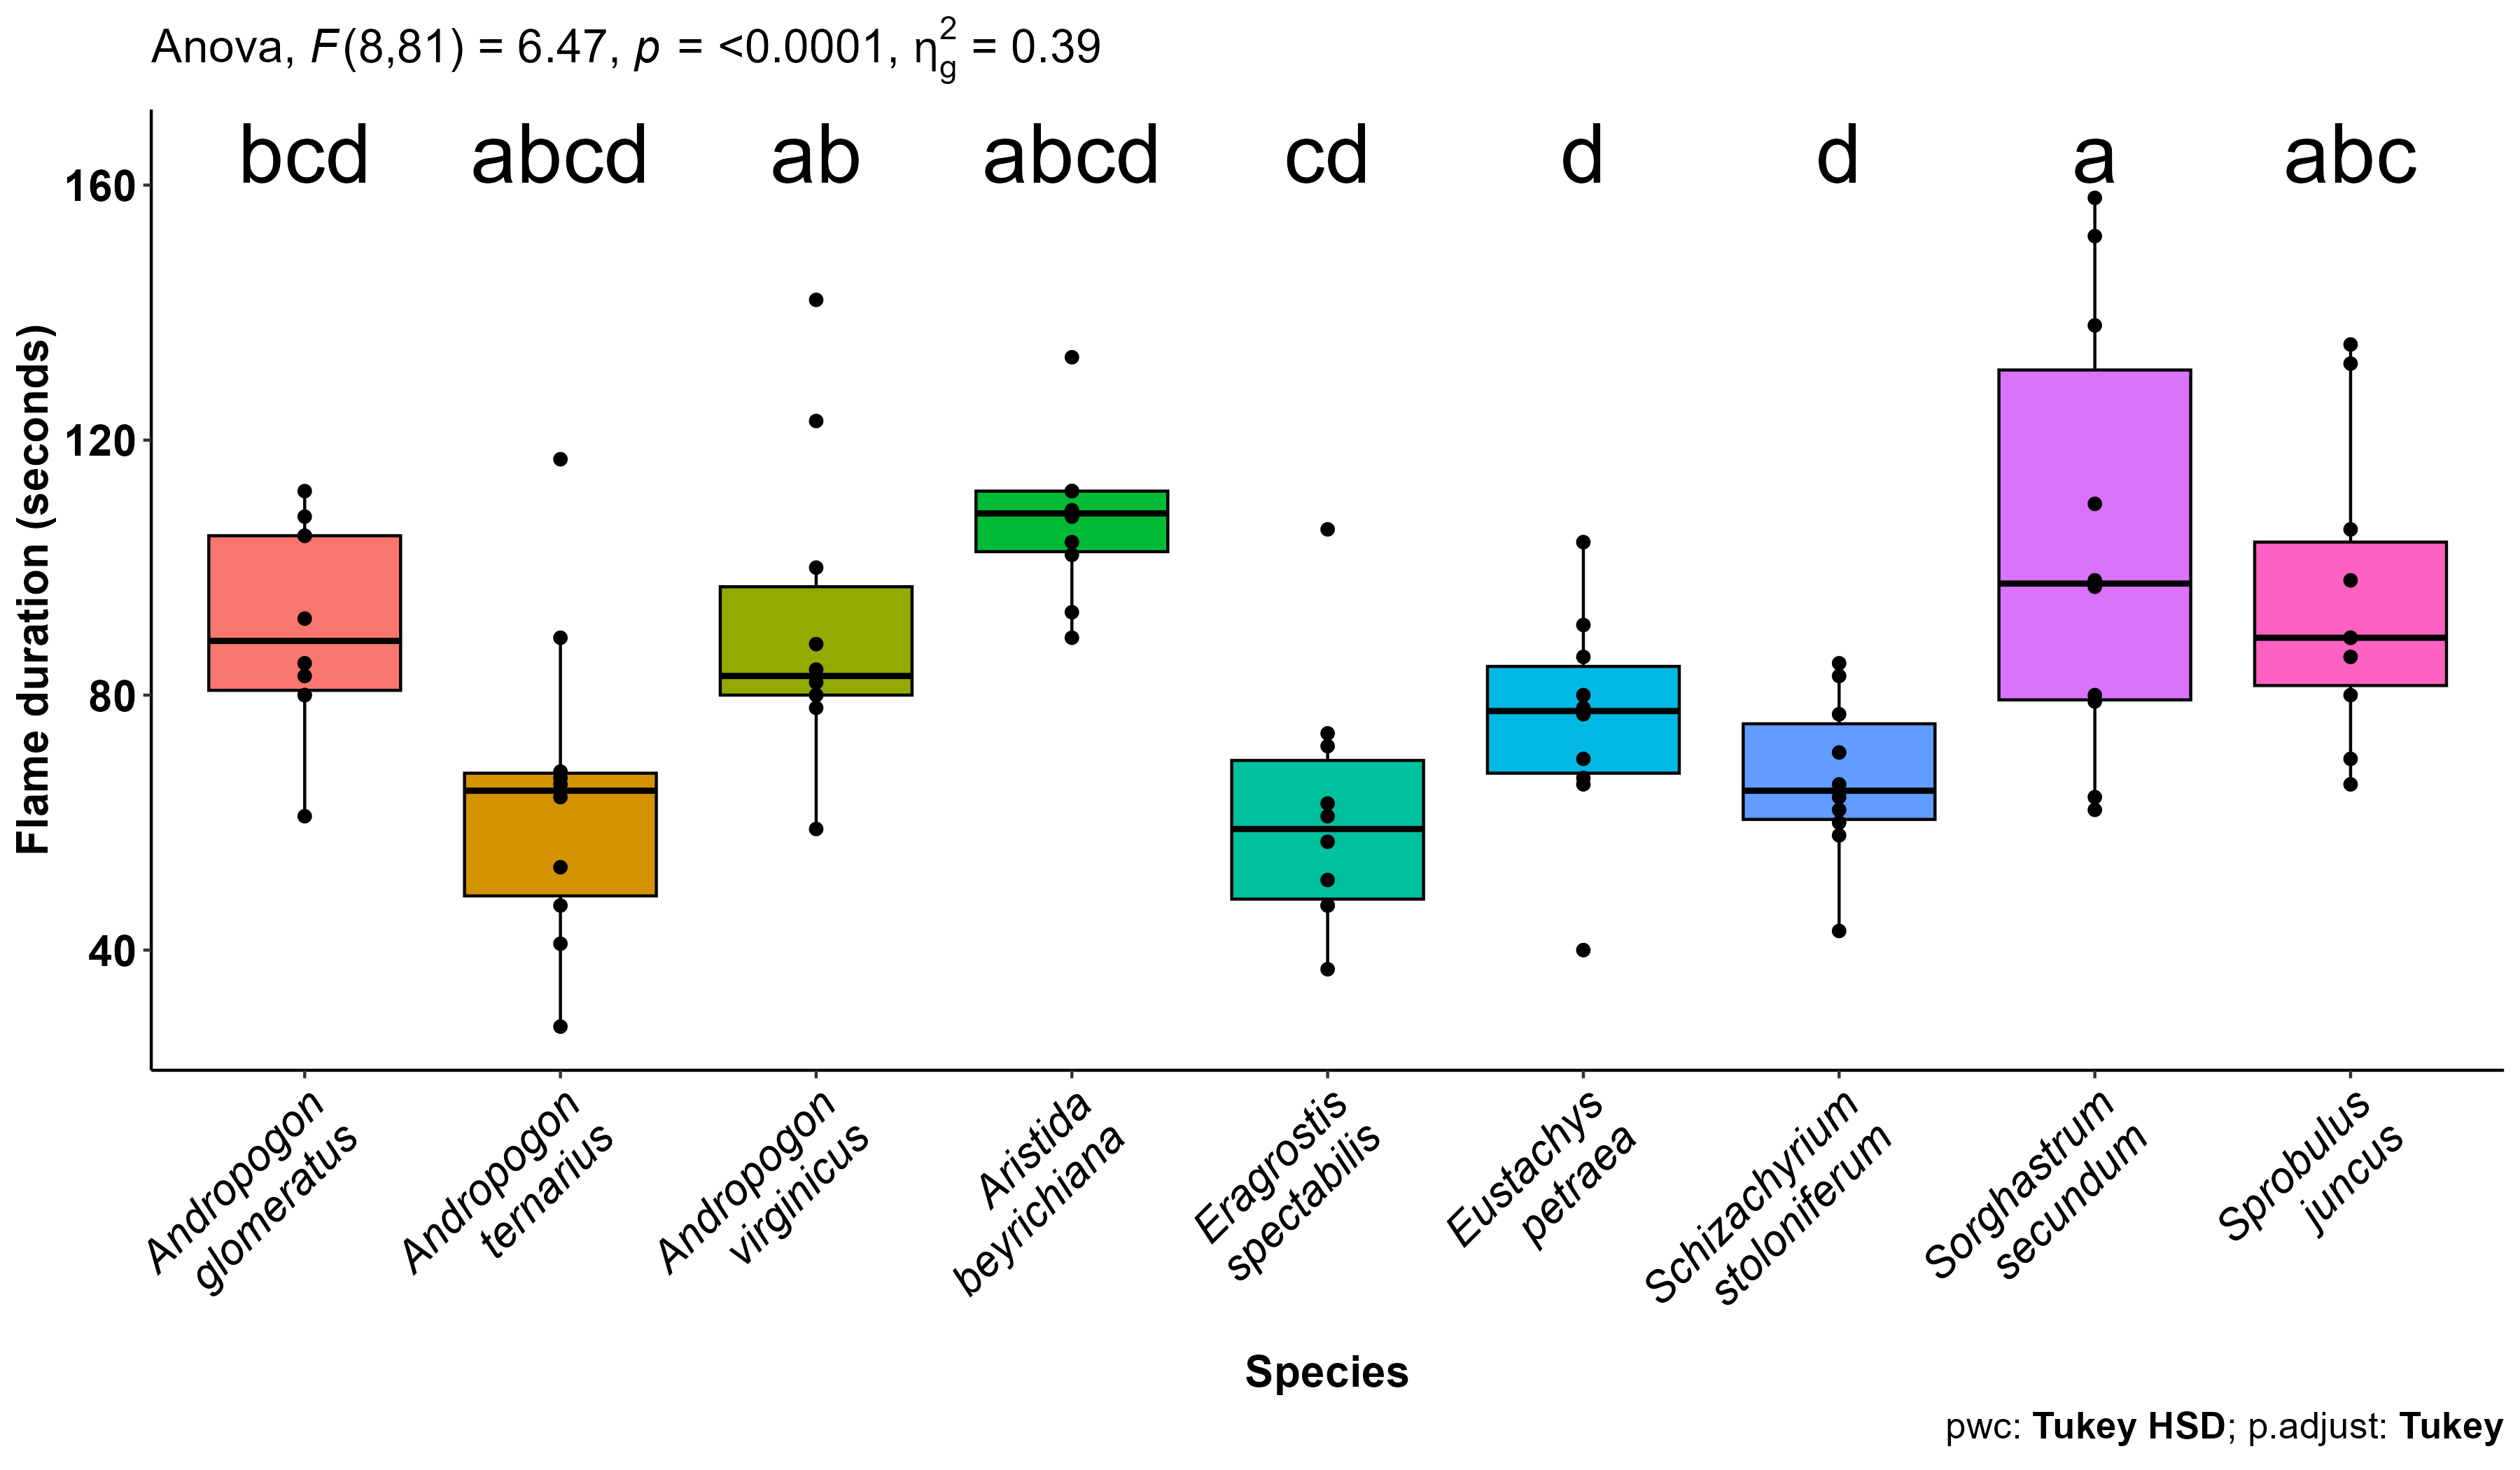 Anova, F(8,81) = 6.47, p = <0.0001, η²g = 0.39
bcd abcd ab abcd cd d d a abc
160
120
80
40
Flame duration (seconds)
Andropogon
glomeratus
Andropogon
ternarius
Andropogon
virginicus
Aristida
beyrichiana
Eragrostis
spectabilis
Eustachys
petraea
Schizachyrium
stoloniferum
Sorghastrum
secundum
Sprobulus
juncus
Species
pwc: Tukey HSD; p.adjust: Tukey